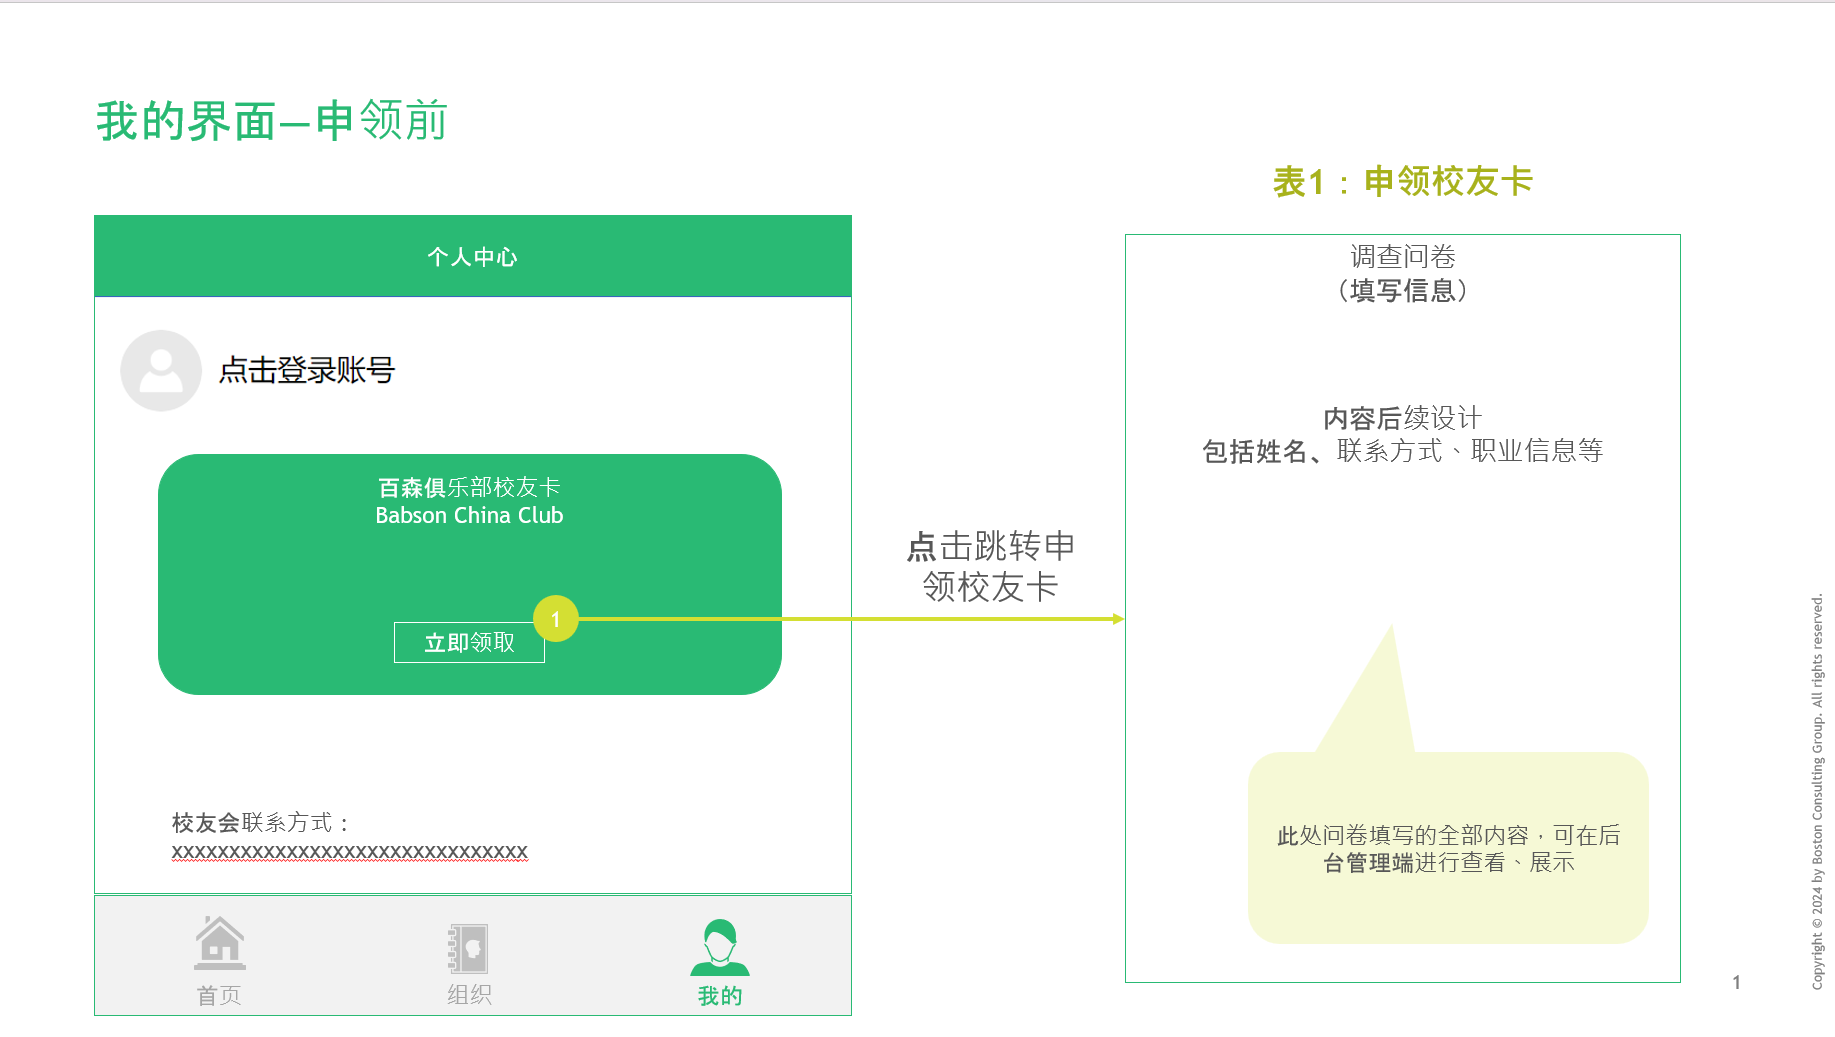 我的界面—申领前
表1：申领校友卡
个人中心
点击登录账号
百森俱乐部校友卡
Babson China Club
立即领取
1
点击跳转申
领校友卡
调查问卷
（填写信息）
内容后续设计
包括姓名、联系方式、职业信息等
此处问卷填写的全部内容，可在后
台管理端进行查看、展示
校友会联系方式：
xxxxxxxxxxxxxxxxxxxxxxxxxxxxxxx
首页
组织
我的
1
Copyright © 2024 by Boston Consulting Group. All rights reserved.